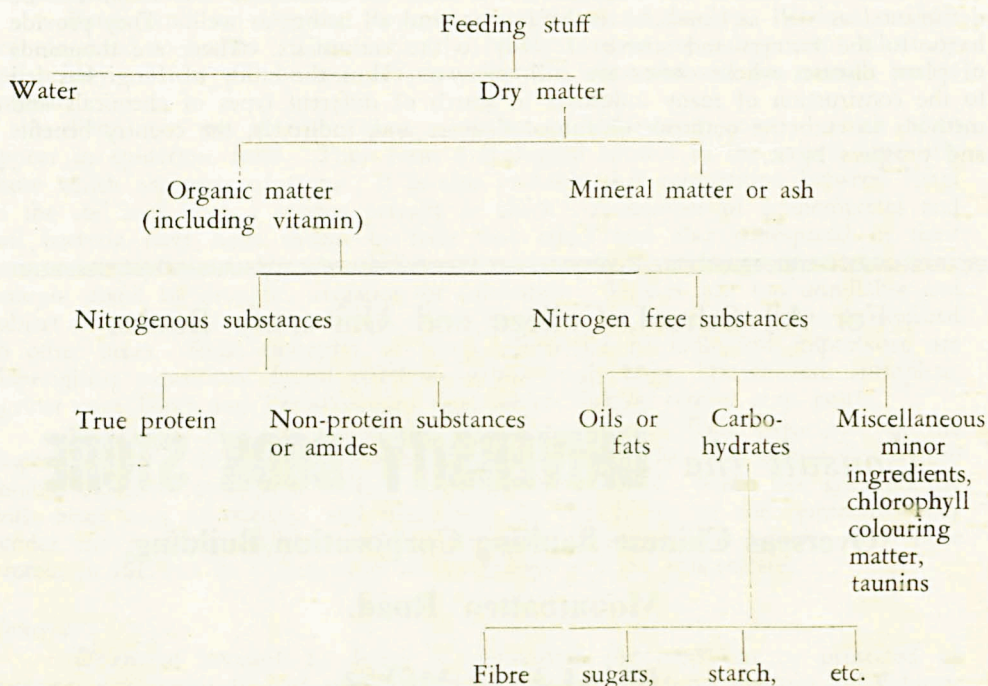 Feeding stuff
Water
Dry matter
Organic matter
(including vitamin)
Mineral matter or ash
Nitrogenous substances
Nitrogen free substances
True protein
Non-protein substances
or amides
Oils or
fats
Carbo-
hydrates
Miscellaneous
minor
ingredients,
chlorophyll
colouring
matter,
taunins
Fibre sugars, starch, etc.